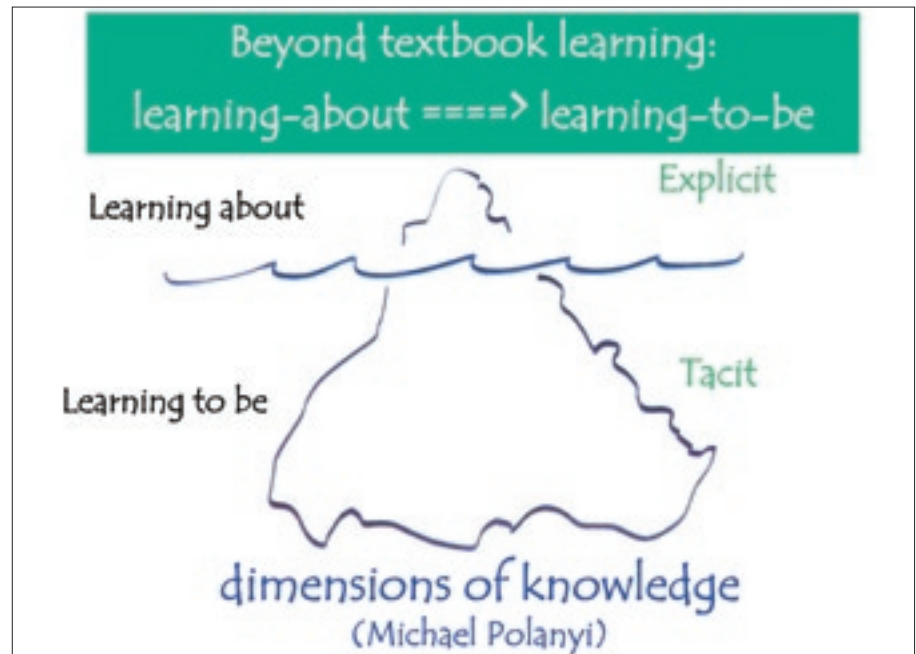 Beyond textbook learning:
learning-about ====> learning-to-be
Explicit
Learning about
Tacit
Learning to be
dimensions of knowledge
(Michael Polanyi)